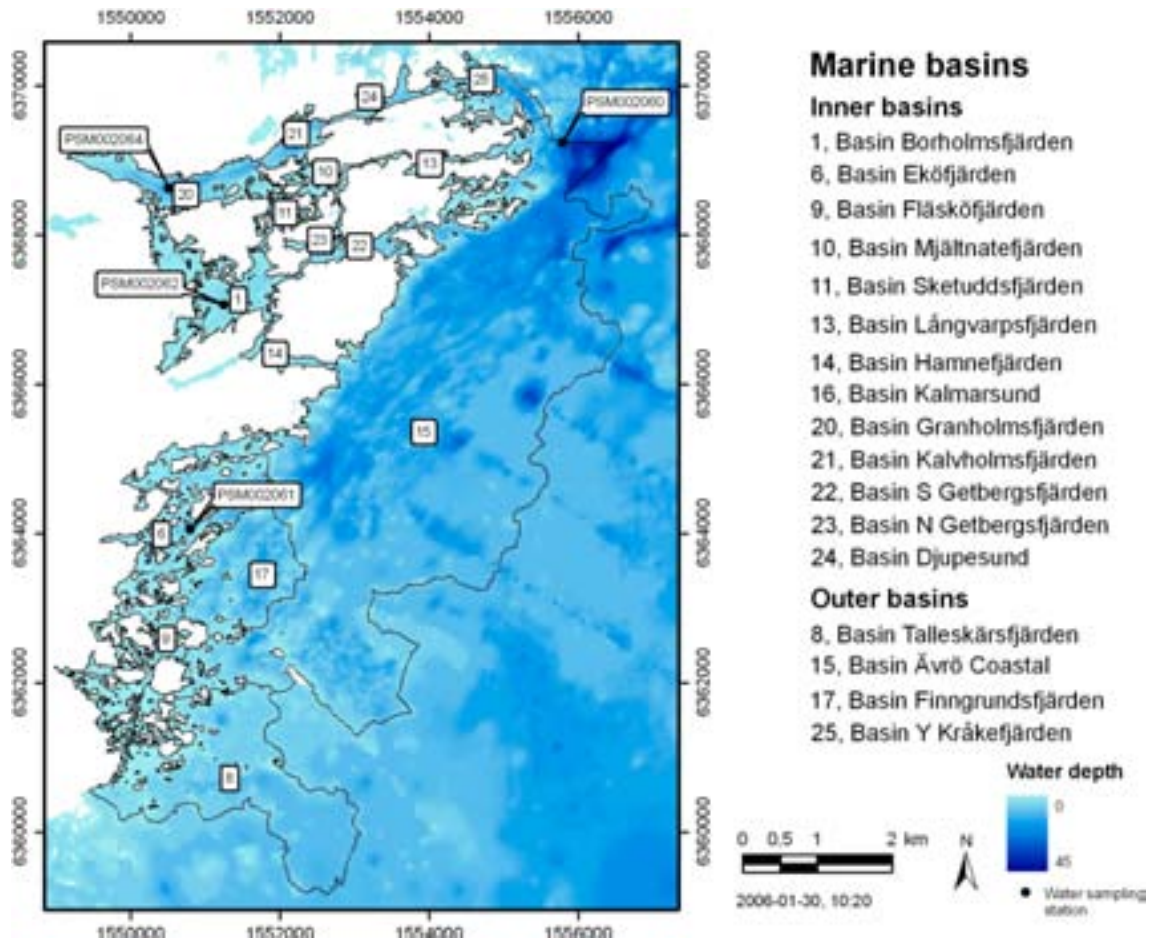 1550000 1552000 1554000 1556000
6370000
6368000
6366000
6364000
6362000
6360000
6370000
6368000
6366000
6364000
6362000
6360000
25
24
PSM002060
21
PSM002064
13
10
20
11
23
22
PSM002062
1
14
15
PSM002061
6
17
9
8
1550000 1552000 1554000 1556000
Marine basins
Inner basins
1, Basin Borholmsfjärden
6, Basin Eköfjärden
9, Basin Fläsköfjärden
10, Basin Mjältnatefjärden
11, Basin Sketuddsfjärden
13, Basin Långvarpsfjärden
14, Basin Hamnefjärden
16, Basin Kalmarsund
20, Basin Granholmsfjärden
21, Basin Kalvholmsfjärden
22, Basin S Getbergsfjärden
23, Basin N Getbergsfjärden
24, Basin Djupesund
Outer basins
8, Basin Talleskärsfjärden
15, Basin Ävrö Coastal
17, Basin Finngrundsfjärden
25, Basin Y Kråkefjärden
Water depth
0
45
0 0.5 1 2 km
N
Water sampling
station
2006-01-30, 10:20